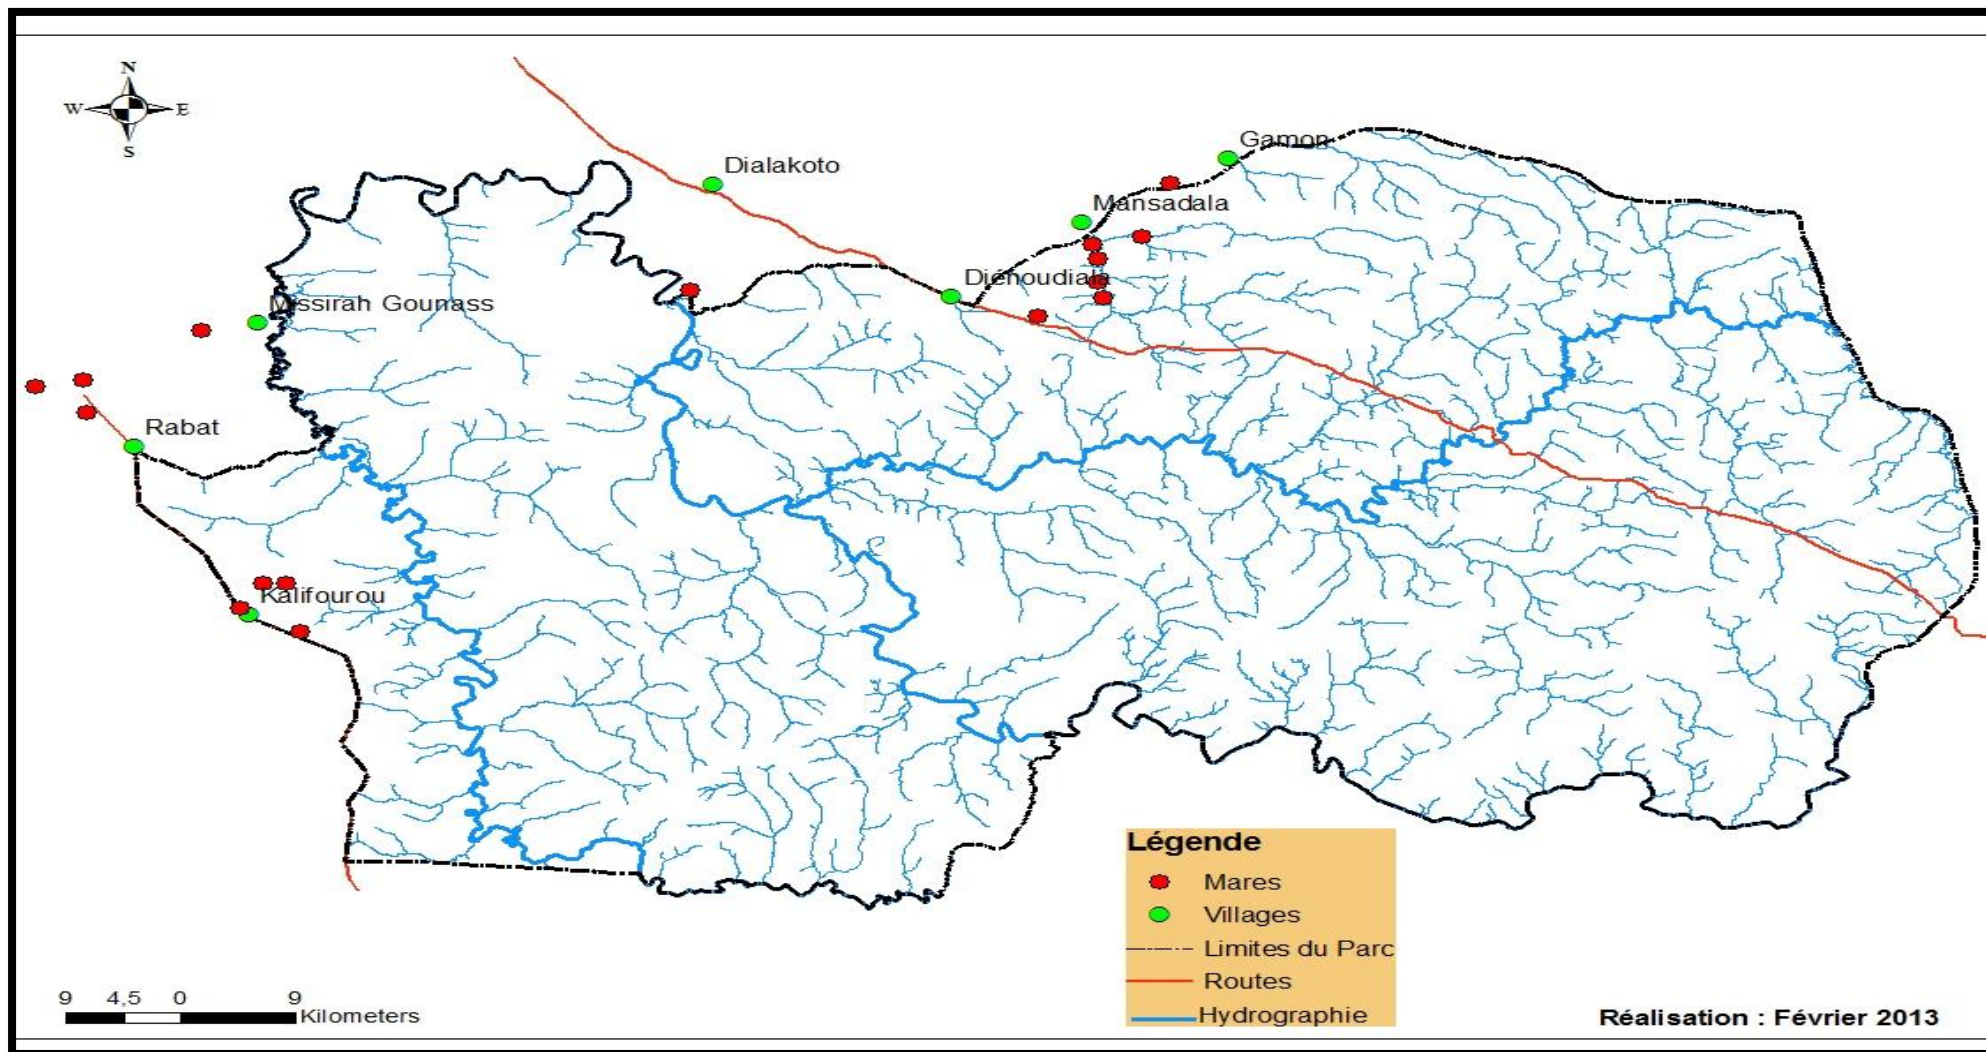 N
W E
S
Gamon
Dialakoto
Mansadala
Diénoudiala
Missirah Gounass
Rabat
Kalifourou
Légende
Mares
Villages
Limites du Parc
Routes
Hydrographie
9 4,5 0 9
Kilometers
Réalisation : Février 2013